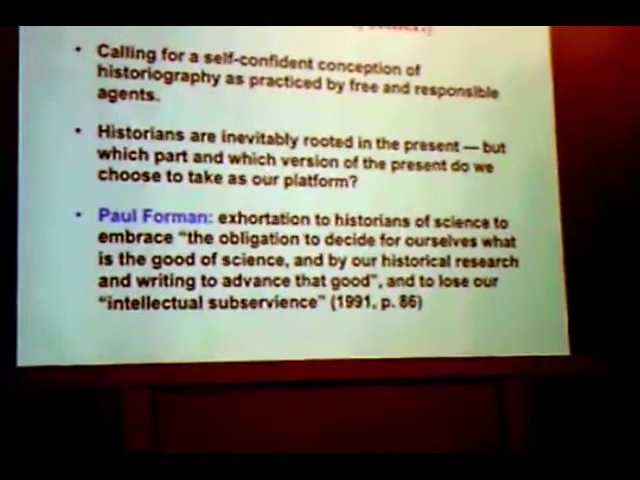 • Calling for a self-confident conception of
historiography as practiced by free and responsible
agents.
• Historians are inevitably rooted in the present — but
which part and which version of the present do we
choose to take as our platform?
• Paul Forman: exhortation to historians of science to
embrace "the obligation to decide for ourselves what
is the good of science, and by our historical research
and writing to advance that good", and to lose our
"intellectual subservience" (1991, p. 86)